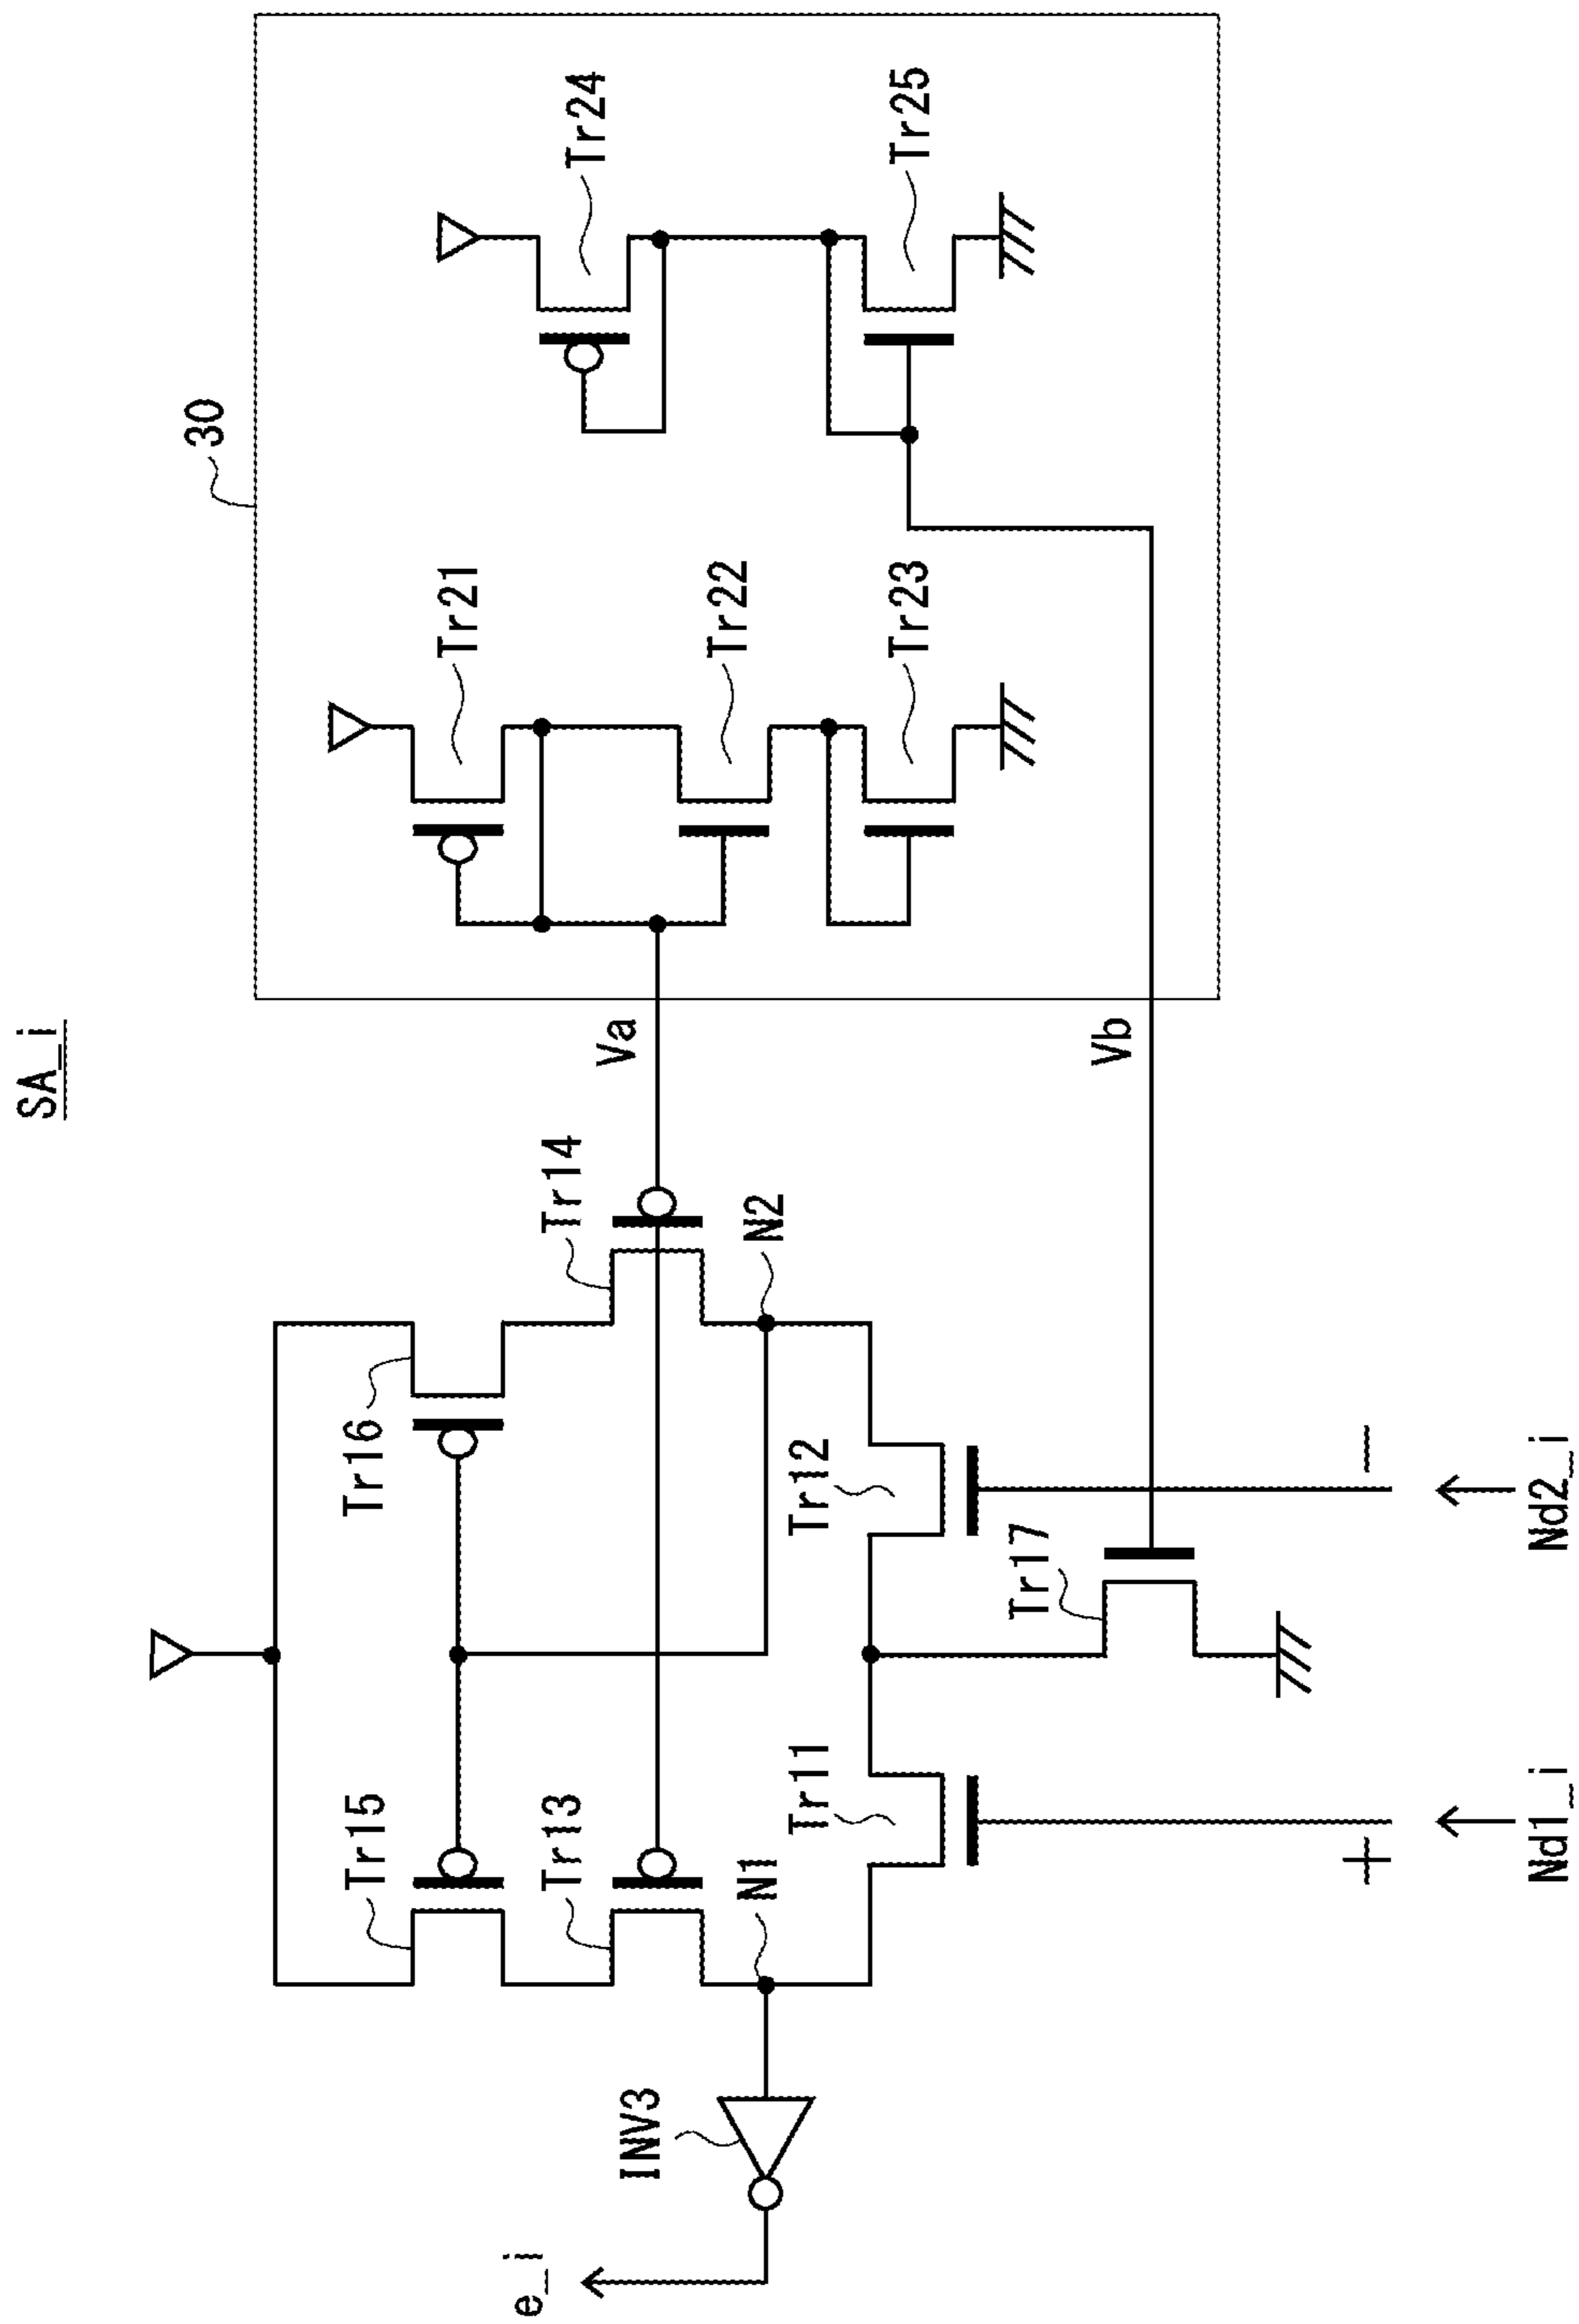 SA_i
30
Tr24
Tr25
Tr21
Tr22
Tr23
Va
Vb
Tr14
N2
Tr16
Tr12
Tr17
−
Nd2_i
Tr15
Tr13
N1
Tr11
+
Nd1_i
INV3
e_i